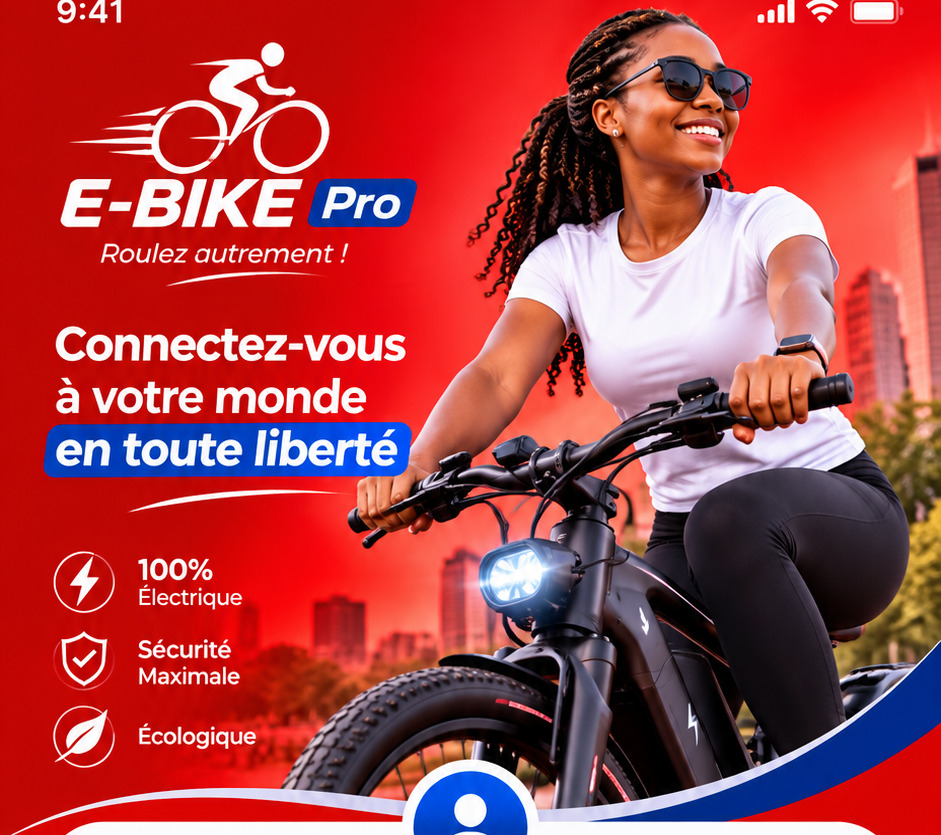 9:41
E-BIKE Pro
Roulez autrement !
Connectez-vous
à votre monde
en toute liberté
100%
Électrique
Sécurité
Maximale
Écologique